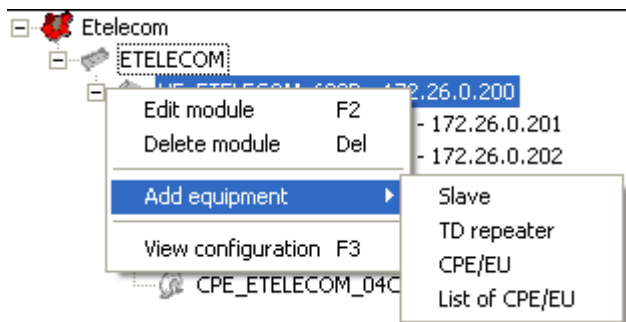 Etelecom
ETELECOM
2.26.0.200
Edit module F2
- 172.26.0.201
Delete module Del
- 172.26.0.202
Add equipment
Slave
TD repeater
View configuration F3
CPE/EU
CPE_ETELECOM_04C
List of CPE/EU